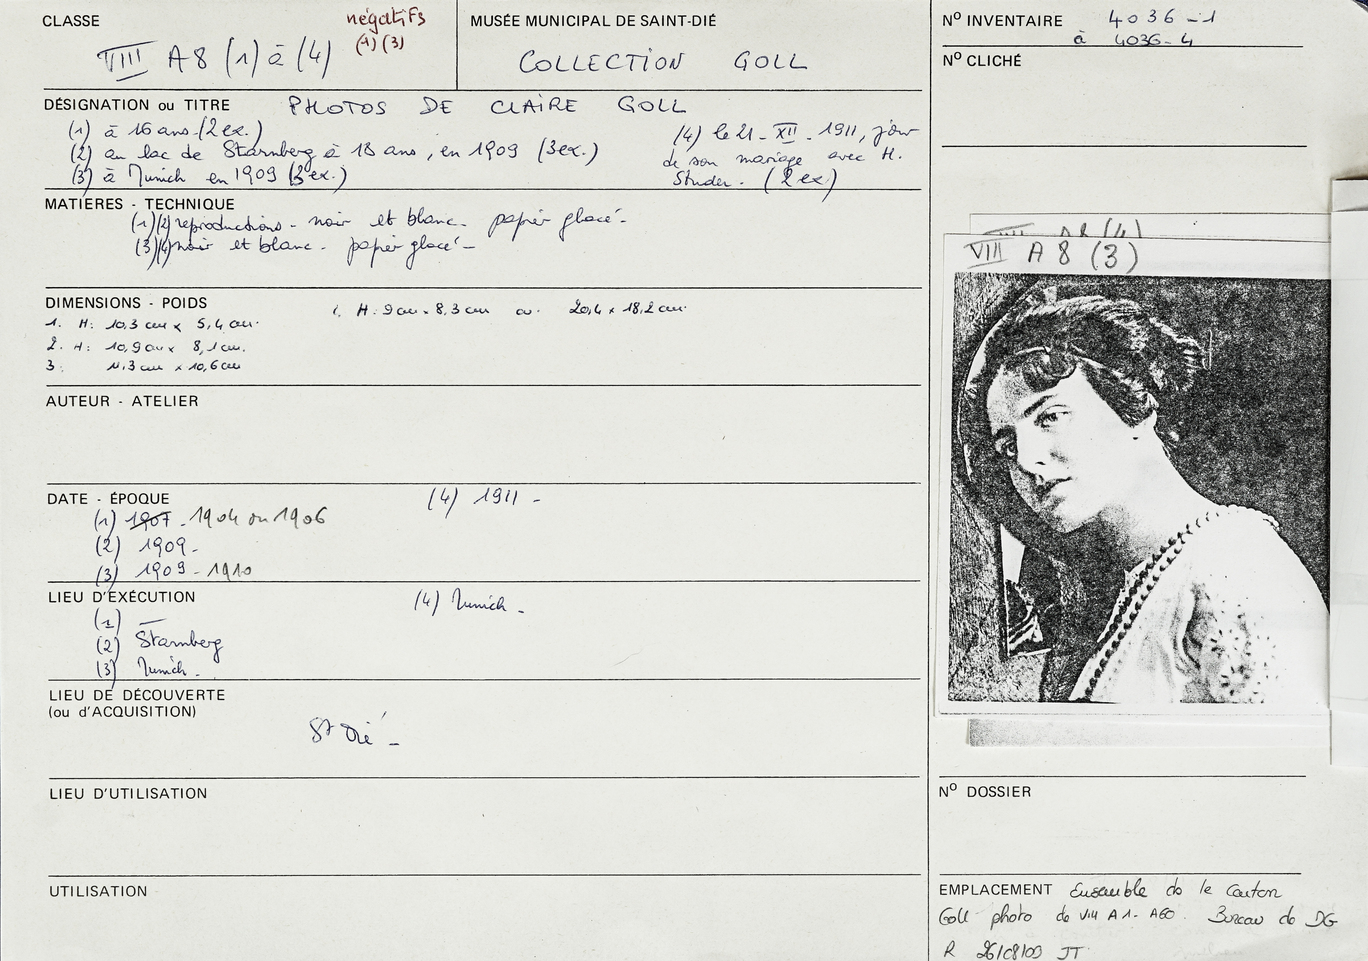 CLASSE
négatifs
(1) (3)
VIII A8 (1) à (4)
MUSÉE MUNICIPAL DE SAINT-DIÉ
COLLECTION GOLL
Nº INVENTAIRE 4036-1
à 4036-4
Nº CLICHÉ
DÉSIGNATION ou TITRE PHOTOS DE CLAIRE GOLL
(1) à 16 ans (2 ex.)
(2) au lac de Starnberg à 18 ans, en 1909 (3 ex.)
(3) à Munich en 1909 (3 ex.)
(4) le 21-XII-1911, jour
de son mariage avec H.
Studer. (2 ex)
MATIÈRES - TECHNIQUE
(1)(2) reproductions - noir et blanc - papier glacé -
(3)(4) noir et blanc - papier glacé -
DIMENSIONS - POIDS
1. H: 10,3 cm x 5,4 cm.
2. H: 10,9 cm x 8,1 cm.
3: 11.3 cm x 10,6 cm
H: 9 cm x 8,3 cm ou 20,4 x 18,2 cm.
AUTEUR - ATELIER
DATE - ÉPOQUE
(1) 1907 - 1904 ou 1906
(2) 1909 -
(3) 1909 - 1910
(4) 1911 -
LIEU D'EXÉCUTION
(1) —
(2) Starnberg
(3) Munich -
(4) Munich -
LIEU DE DÉCOUVERTE
(ou d'ACQUISITION)
St Dié -
LIEU D'UTILISATION
UTILISATION
VIII A8 (4)
VIII A8 (3)
Nº DOSSIER
EMPLACEMENT Ensemble de le Carton
Goll photo de VIII A1- A60. Bureau de DG
R 26/08/03 JT